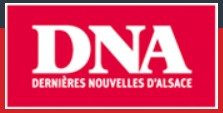 DNA
DERNIÈRES NOUVELLES D'ALSACE